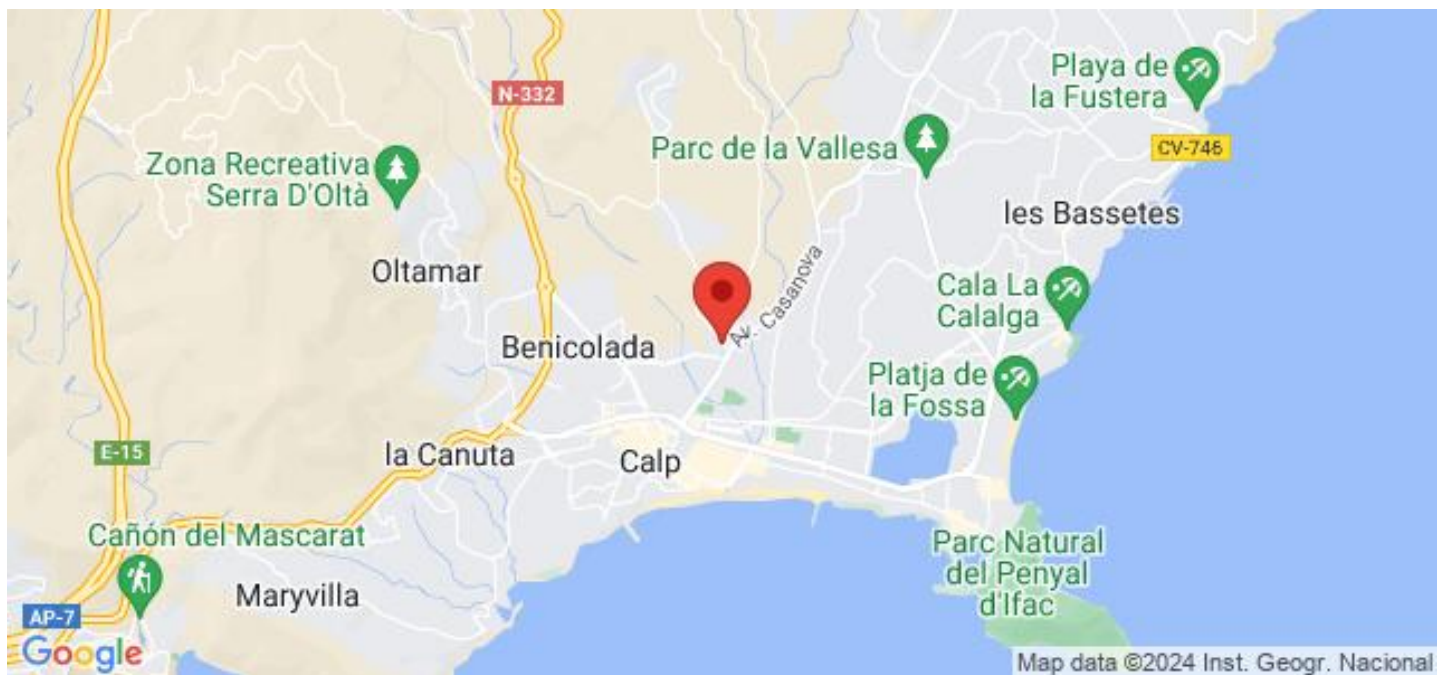 Playa de
la Fustera
N-332
Parc de la Vallesa
CV-746
Zona Recreativa
Serra D'Oltà
les Bassetes
Oltamar
Av. Casanova
Cala La
Calalga
Benicolada
Platja de
la Fossa
E-15
la Canuta
Calp
Cañón del Mascarat
Parc Natural
del Penyal
d'Ifac
Maryvilla
AP-7
Google
Map data ©2024 Inst. Geogr. Nacional